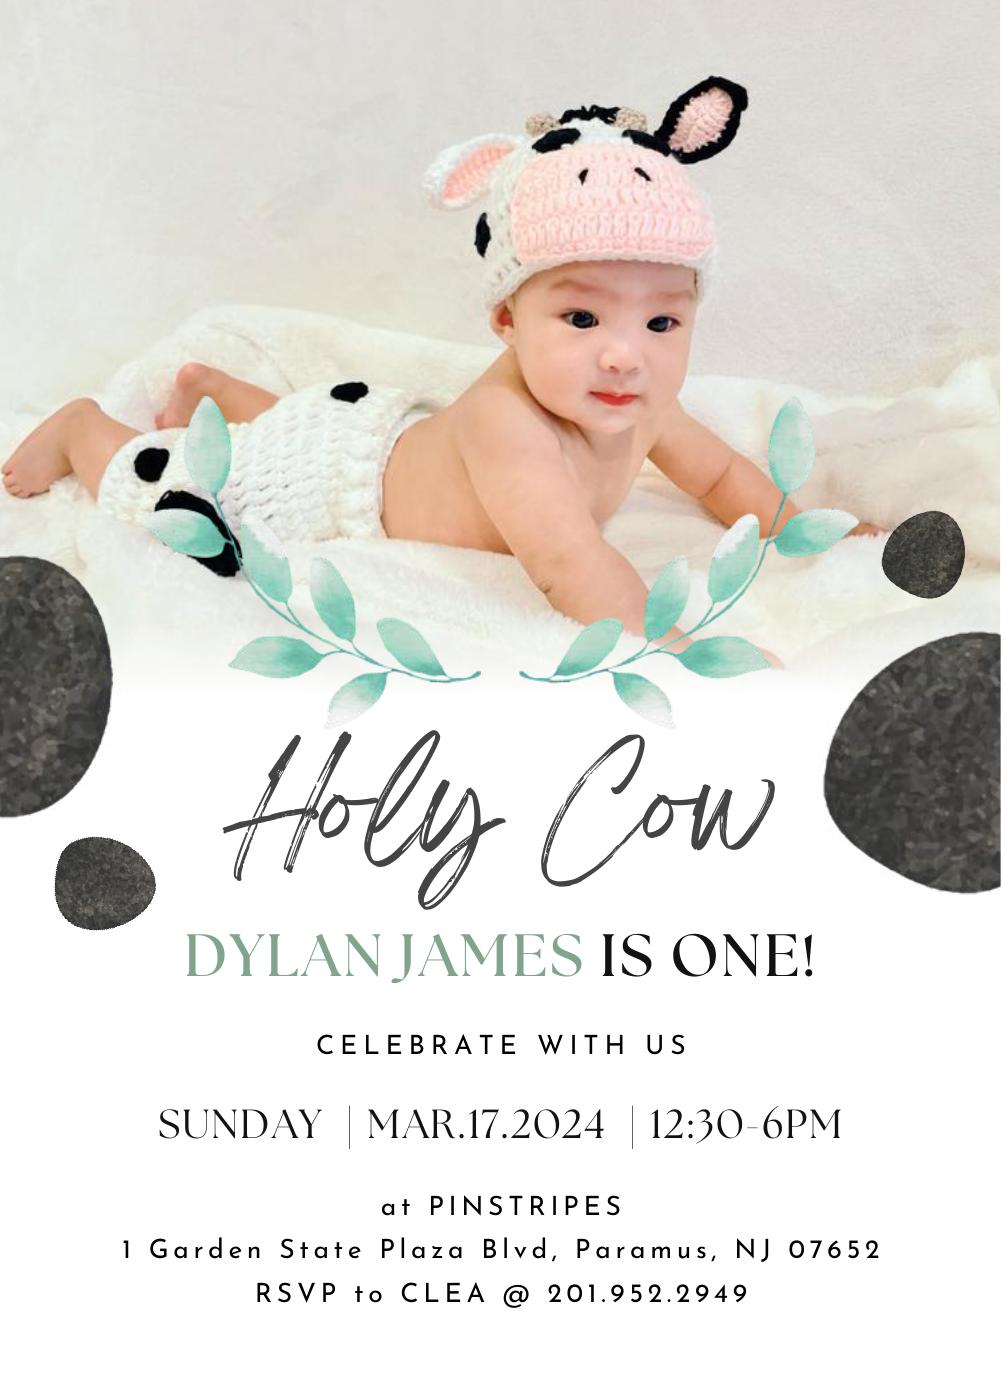 Holy Cow
DYLAN JAMES IS ONE!
CELEBRATE WITH US
SUNDAY | MAR.17.2024 | 12:30-6PM
at PINSTRIPES
1 Garden State Plaza Blvd, Paramus, NJ 07652
RSVP to CLEA @ 201.952.2949